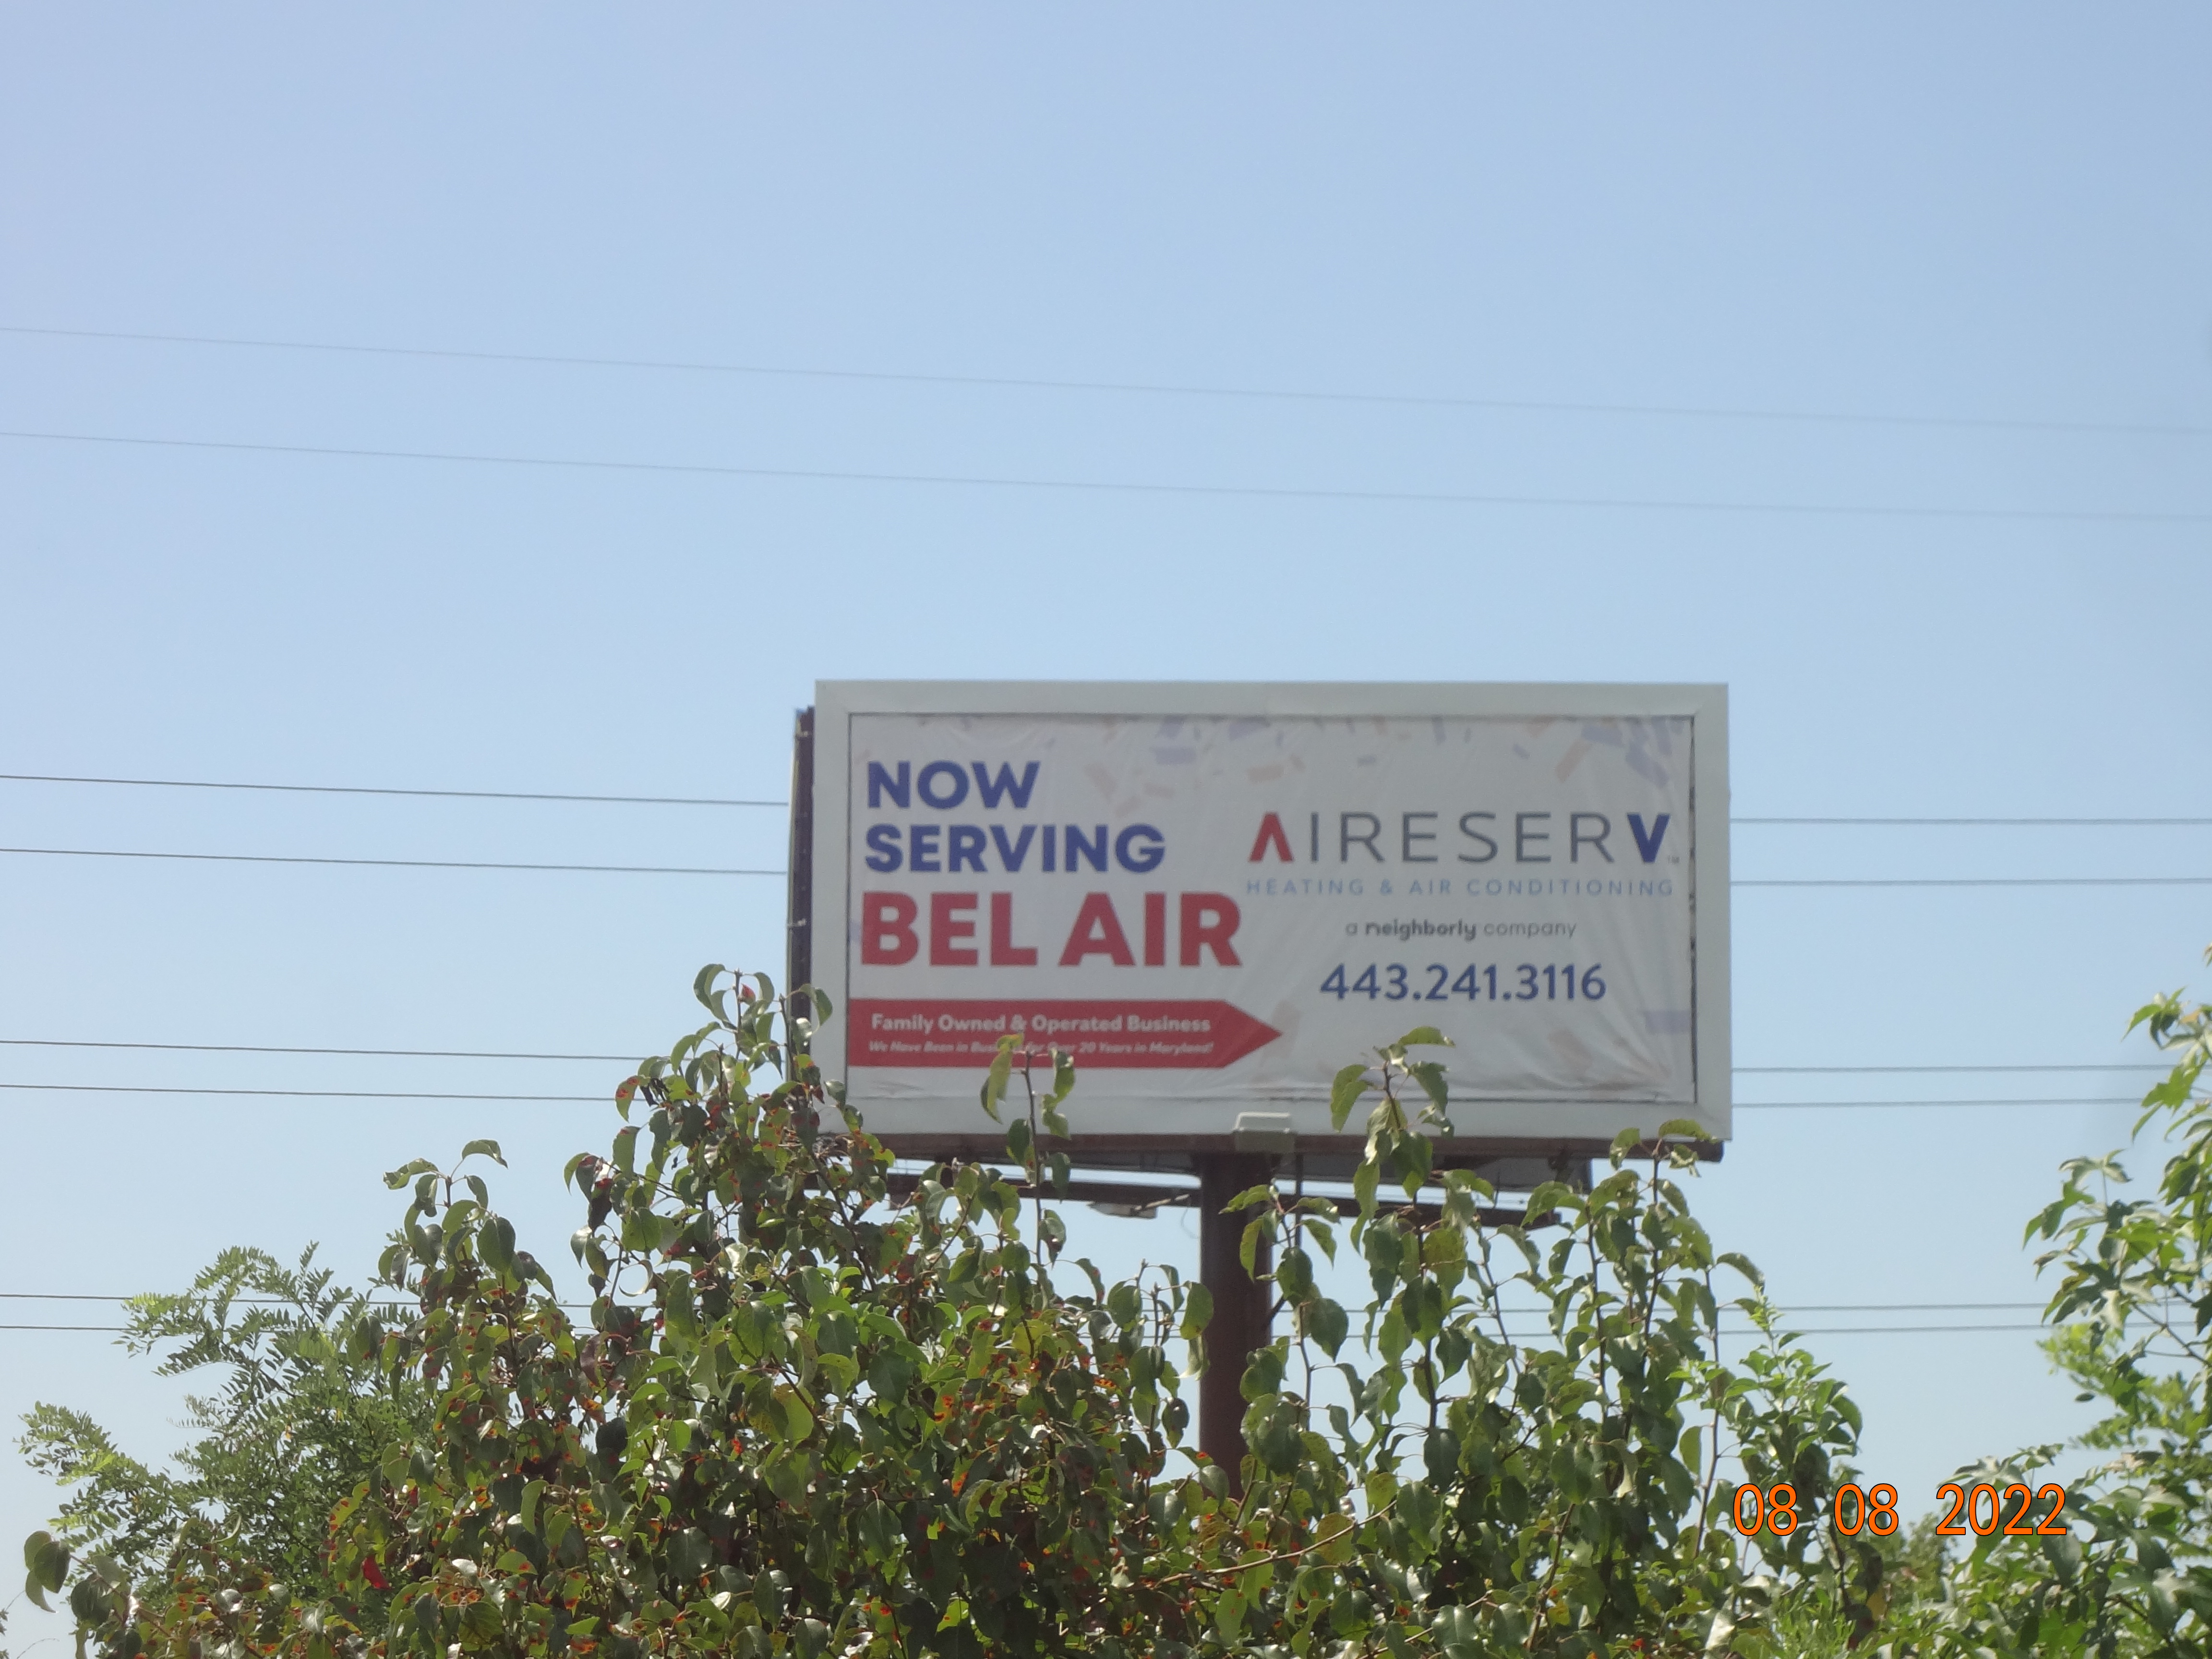 NOW
SERVING
BEL AIR
Family Owned & Operated Business
We Have Been in Business for Over 20 Years in Maryland!
AIRESERV
TM
HEATING & AIR CONDITIONING
a neighborly company
443.241.3116
08 08 2022